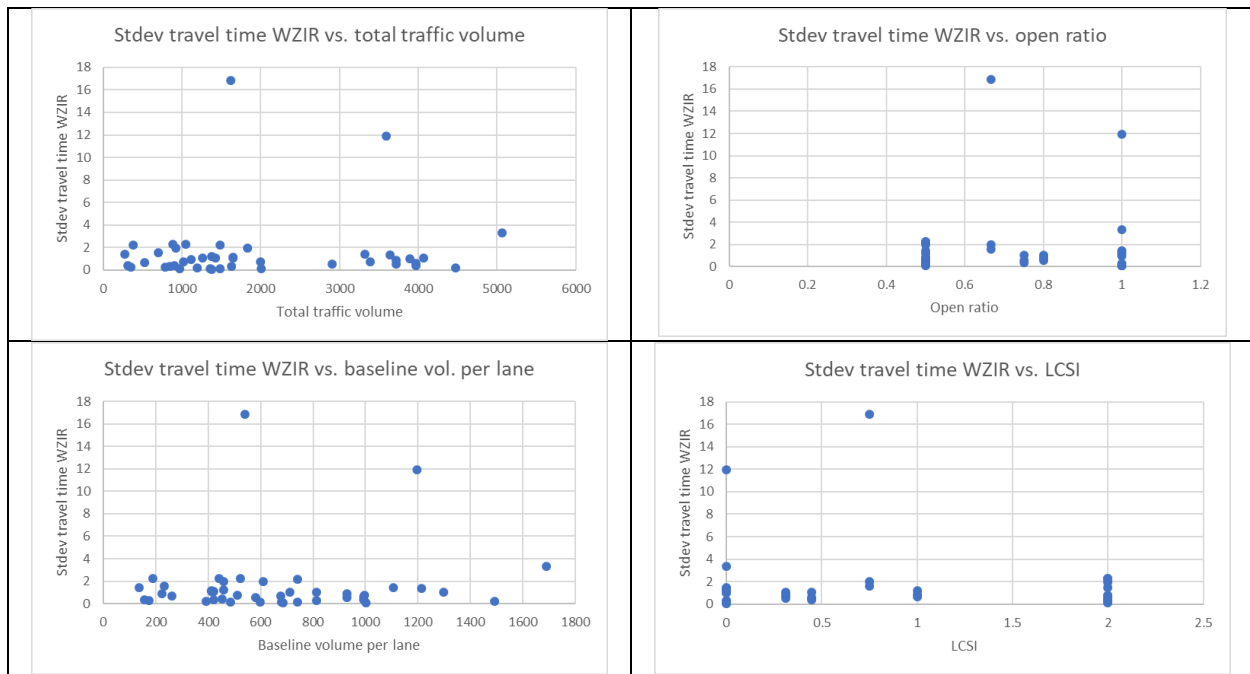 Stdev travel time WZIR vs. total traffic volume
Stdev travel time WZIR
18
16
14
12
10
8
6
4
2
0
0 1000 2000 3000 4000 5000 6000
Total traffic volume
Stdev travel time WZIR vs. open ratio
Stdev travel time WZIR
18
16
14
12
10
8
6
4
2
0
0 0.2 0.4 0.6 0.8 1 1.2
Open ratio
Stdev travel time WZIR vs. baseline vol. per lane
Stdev travel time WZIR
18
16
14
12
10
8
6
4
2
0
0 200 400 600 800 1000 1200 1400 1600 1800
Baseline volume per lane
Stdev travel time WZIR vs. LCSI
Stdev travel time WZIR
18
16
14
12
10
8
6
4
2
0
0 0.5 1 1.5 2 2.5
LCSI